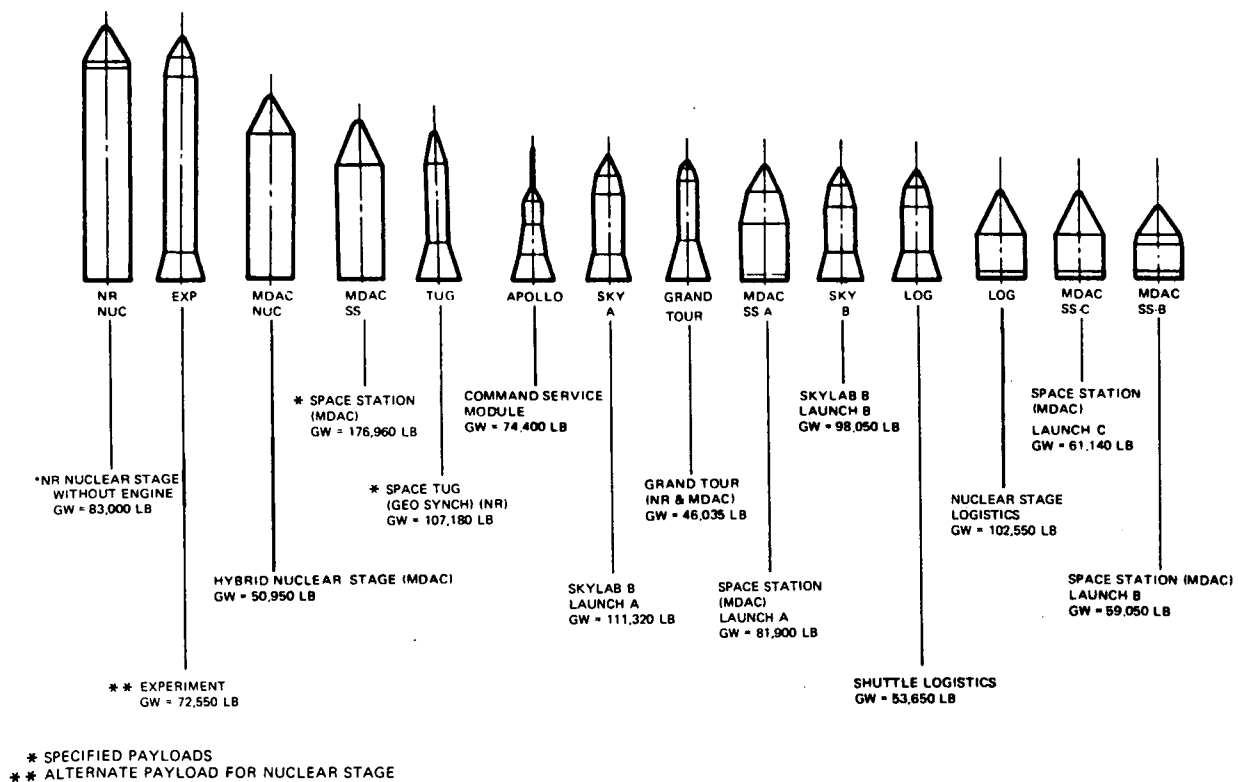 NR
NUC
EXP
MDAC
NUC
MDAC
SS
TUG
APOLLO
SKY
A
GRAND
TOUR
MDAC
SS A
SKY
B
LOG
LOG
MDAC
SS-C
MDAC
SS-B
* SPACE STATION
(MDAC)
GW = 176,960 LB
COMMAND SERVICE
MODULE
GW = 74,400 LB
SKYLAB B
LAUNCH B
GW = 98,050 LB
SPACE STATION
(MDAC)
LAUNCH C
GW = 61,140 LB
*NR NUCLEAR STAGE
WITHOUT ENGINE
GW = 83,000 LB
* SPACE TUG
(GEO SYNCH) (NR)
GW = 107,180 LB
GRAND TOUR
(NR & MDAC)
GW = 46,035 LB
NUCLEAR STAGE
LOGISTICS
GW = 102,550 LB
HYBRID NUCLEAR STAGE (MDAC)
GW = 50,950 LB
SKYLAB B
LAUNCH A
GW = 111,320 LB
SPACE STATION
(MDAC)
LAUNCH A
GW = 81,900 LB
SPACE STATION (MDAC)
LAUNCH B
GW = 59,050 LB
** EXPERIMENT
GW = 72,550 LB
SHUTTLE LOGISTICS
GW = 53,650 LB
* SPECIFIED PAYLOADS
** ALTERNATE PAYLOAD FOR NUCLEAR STAGE